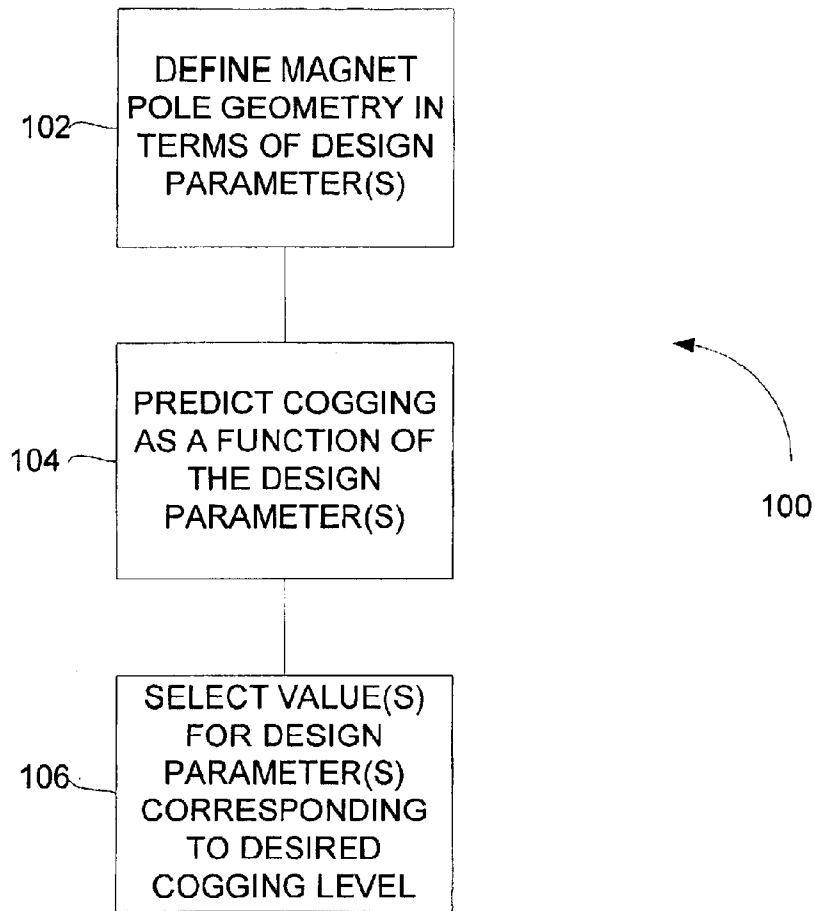 DEFINE MAGNET
POLE GEOMETRY IN
TERMS OF DESIGN
PARAMETER(S)
102
PREDICT COGGING
AS A FUNCTION OF
THE DESIGN
PARAMETER(S)
104
100
SELECT VALUE(S)
FOR DESIGN
PARAMETER(S)
CORRESPONDING
TO DESIRED
COGGING LEVEL
106